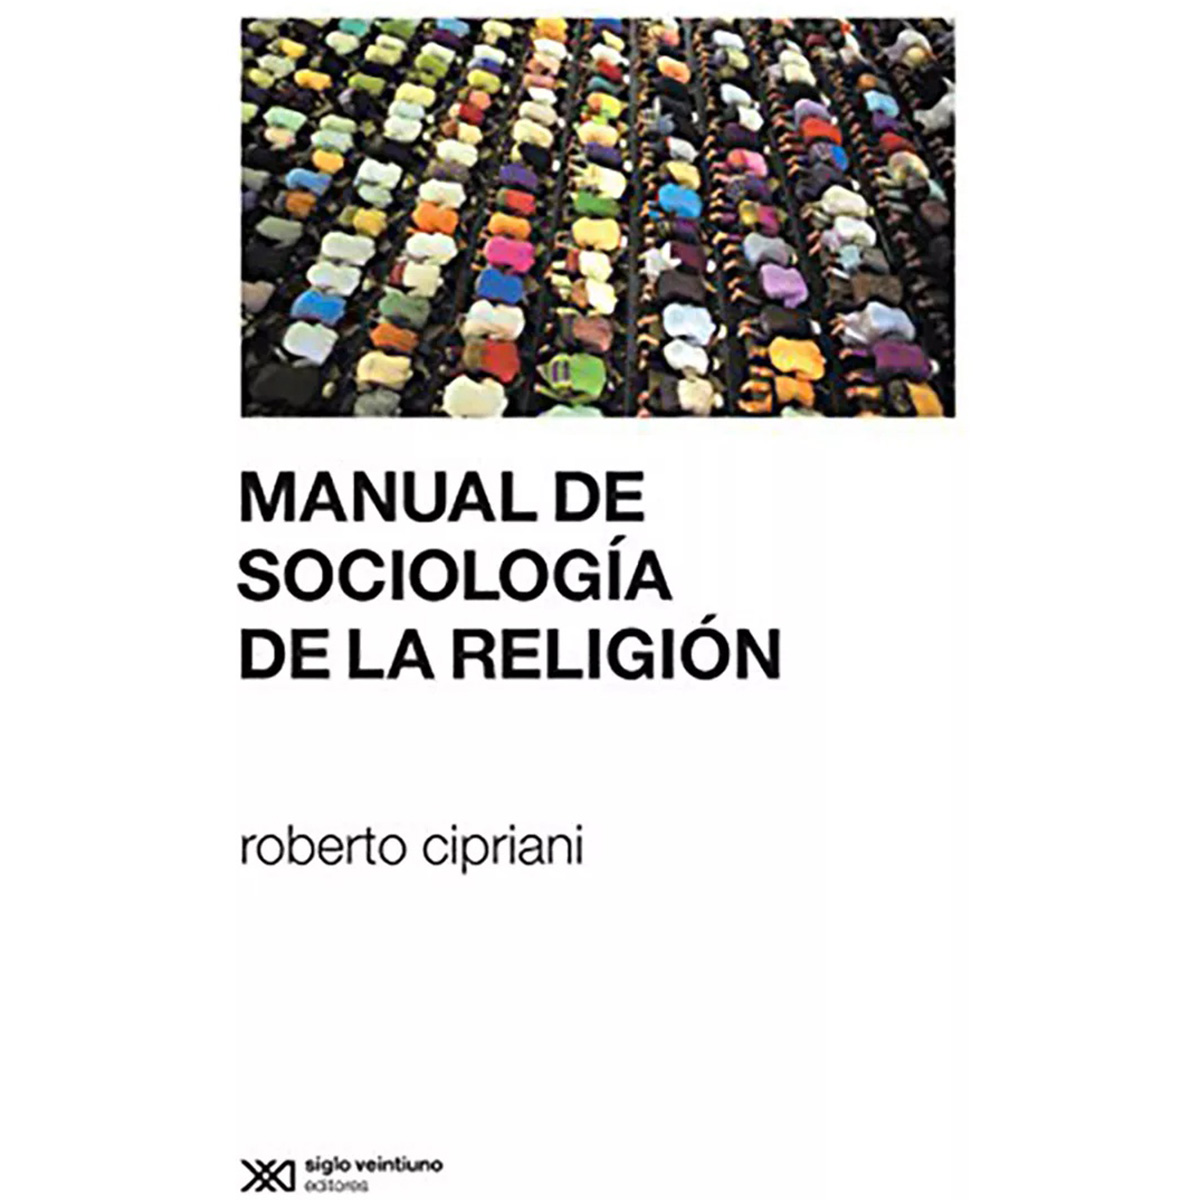 MANUAL DE
SOCIOLOGÍA
DE LA RELIGIÓN
roberto cipriani
siglo veintiuno
editores